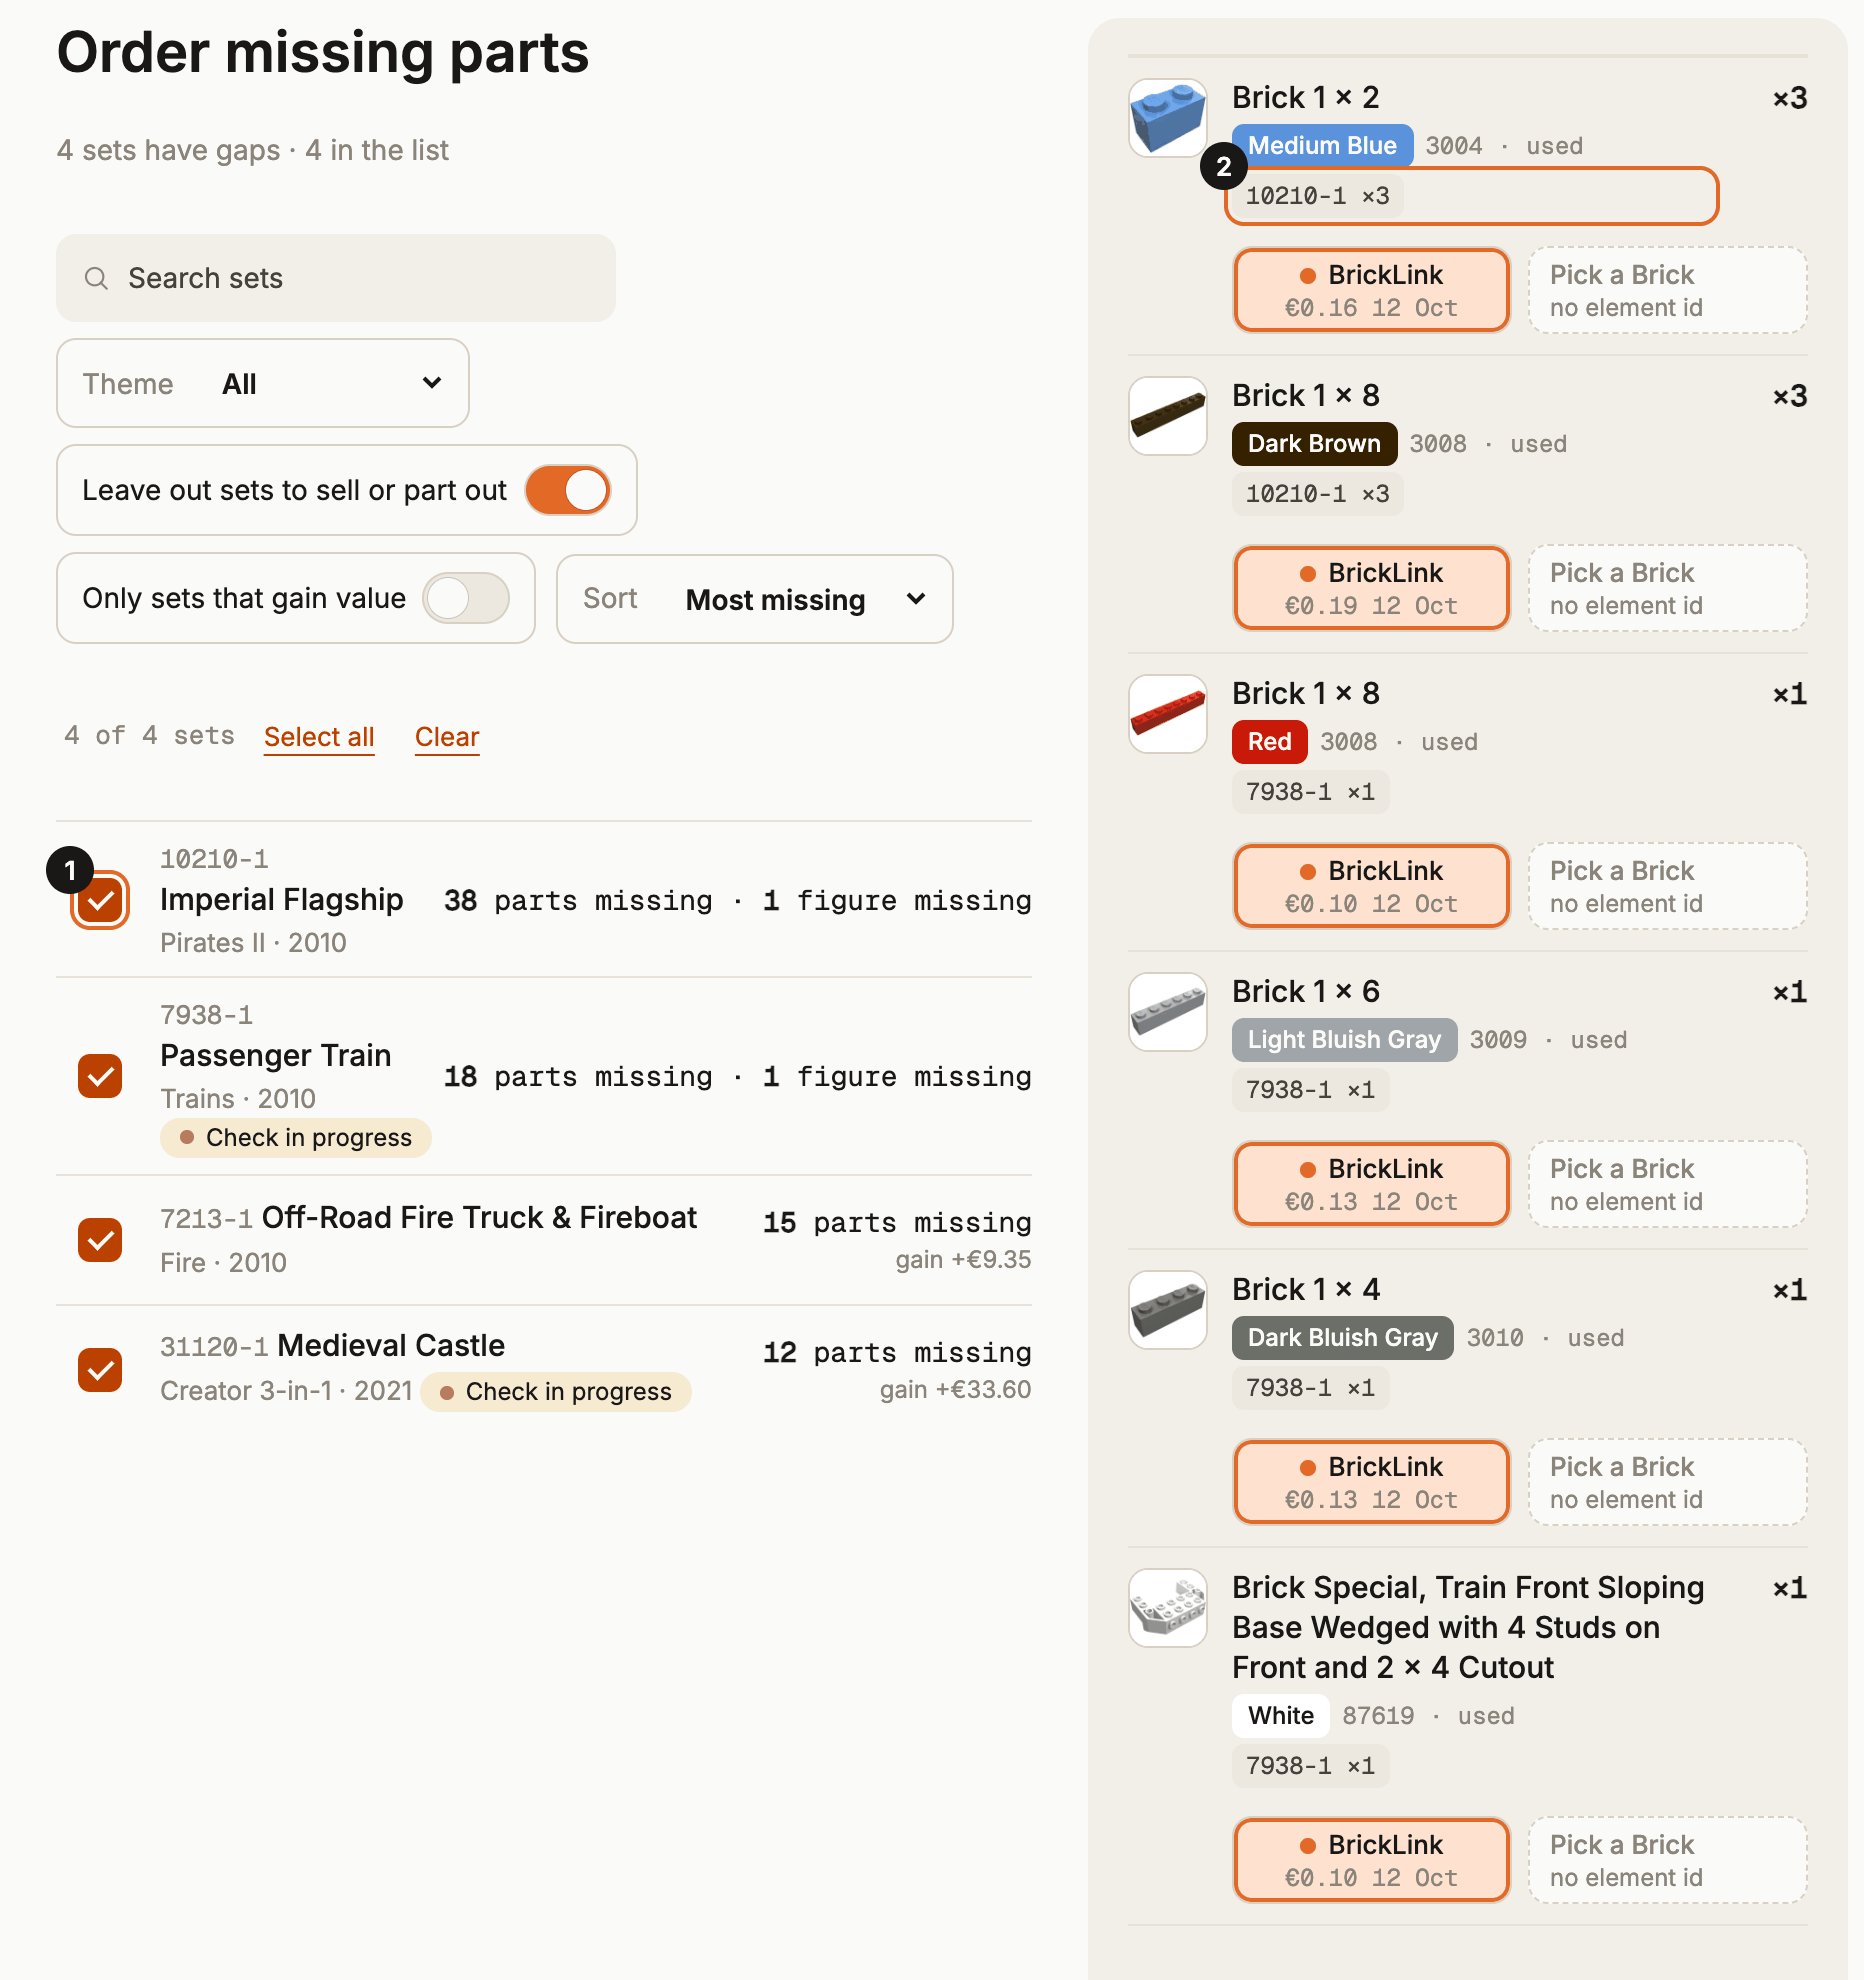 Order missing parts
4 sets have gaps · 4 in the list
Search sets
Theme All
Leave out sets to sell or part out
Only sets that gain value
Sort Most missing
4 of 4 sets Select all Clear
1
10210-1
Imperial Flagship
38 parts missing · 1 figure missing
Pirates II · 2010
7938-1
Passenger Train
18 parts missing · 1 figure missing
Trains · 2010
Check in progress
7213-1 Off-Road Fire Truck & Fireboat
15 parts missing
Fire · 2010
gain +€9.35
31120-1 Medieval Castle
12 parts missing
Creator 3-in-1 · 2021 Check in progress
gain +€33.60
Brick 1 × 2 ×3
Medium Blue 3004 · used
2
10210-1 ×3
BrickLink
€0.16 12 Oct
Pick a Brick
no element id
Brick 1 × 8 ×3
Dark Brown 3008 · used
10210-1 ×3
BrickLink
€0.19 12 Oct
Pick a Brick
no element id
Brick 1 × 8 ×1
Red 3008 · used
7938-1 ×1
BrickLink
€0.10 12 Oct
Pick a Brick
no element id
Brick 1 × 6 ×1
Light Bluish Gray 3009 · used
7938-1 ×1
BrickLink
€0.13 12 Oct
Pick a Brick
no element id
Brick 1 × 4 ×1
Dark Bluish Gray 3010 · used
7938-1 ×1
BrickLink
€0.13 12 Oct
Pick a Brick
no element id
Brick Special, Train Front Sloping ×1
Base Wedged with 4 Studs on
Front and 2 × 4 Cutout
White 87619 · used
7938-1 ×1
BrickLink
€0.10 12 Oct
Pick a Brick
no element id